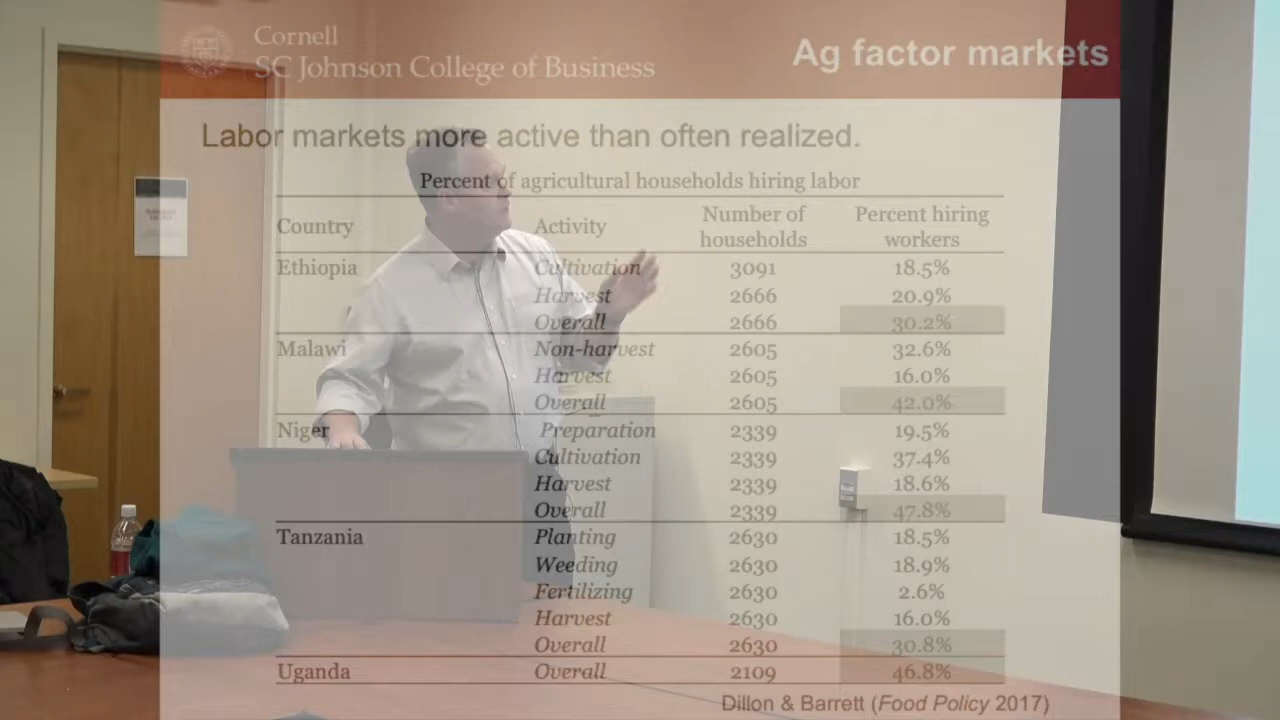 Cornell
SC Johnson College of Business
Ag factor markets
Labor markets more active than often realized.
Percent of agricultural households hiring labor
Country Activity Number of households Percent hiring workers
Ethiopia Cultivation 3091 18.5%
Harvest 2666 20.9%
Overall 2666 30.2%
Malawi Non-harvest 2605 32.6%
Harvest 2605 16.0%
Overall 2605 42.0%
Niger Preparation 2339 19.5%
Cultivation 2339 37.4%
Harvest 2339 18.6%
Overall 2339 47.8%
Tanzania Planting 2630 18.5%
Weeding 2630 18.9%
Fertilizing 2630 2.6%
Harvest 2630 16.0%
Overall 2630 30.8%
Uganda Overall 2109 46.8%
Dillon & Barrett (Food Policy 2017)